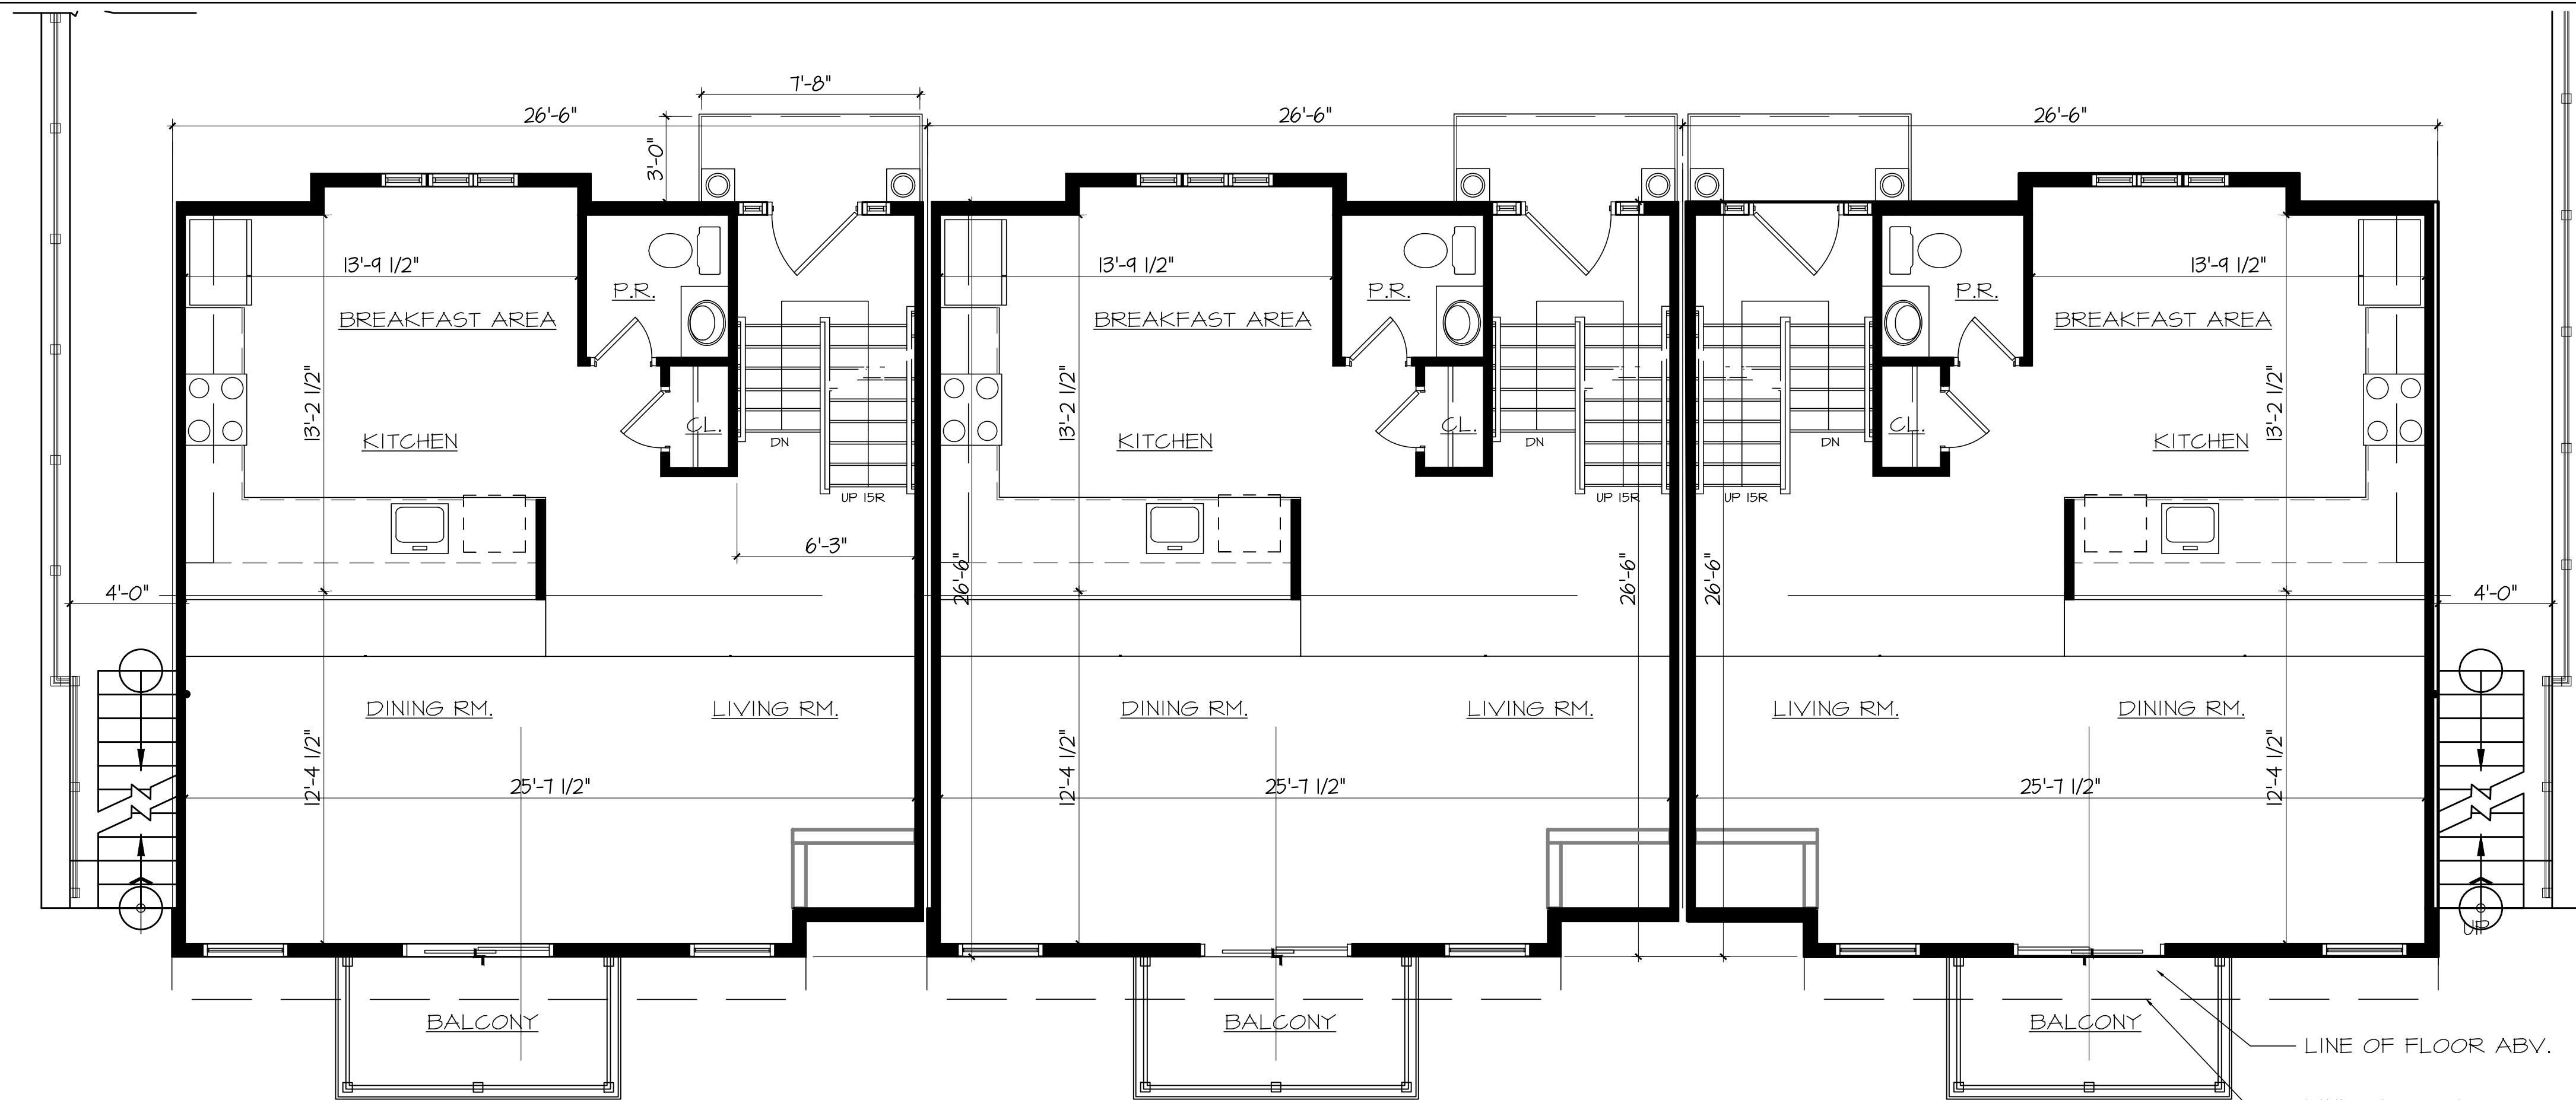 7'-8"
26'-6"
26'-6"
26'-6"
3'-0"
13'-9 1/2"
P.R.
BREAKFAST AREA
13'-9 1/2"
P.R.
BREAKFAST AREA
P.R.
13'-9 1/2"
BREAKFAST AREA
13'-2 1/2"
KITCHEN
CL.
DN
UP 15R
13'-2 1/2"
KITCHEN
CL.
DN
UP 15R
UP 15R
DN
CL.
KITCHEN
13'-2 1/2"
6'-3"
26'-6"
26'-6"
26'-6"
4'-0"
4'-0"
DINING RM.
LIVING RM.
DINING RM.
LIVING RM.
LIVING RM.
DINING RM.
12'-4 1/2"
25'-7 1/2"
12'-4 1/2"
25'-7 1/2"
25'-7 1/2"
12'-4 1/2"
UP
BALCONY
BALCONY
BALCONY
LINE OF FLOOR ABV.